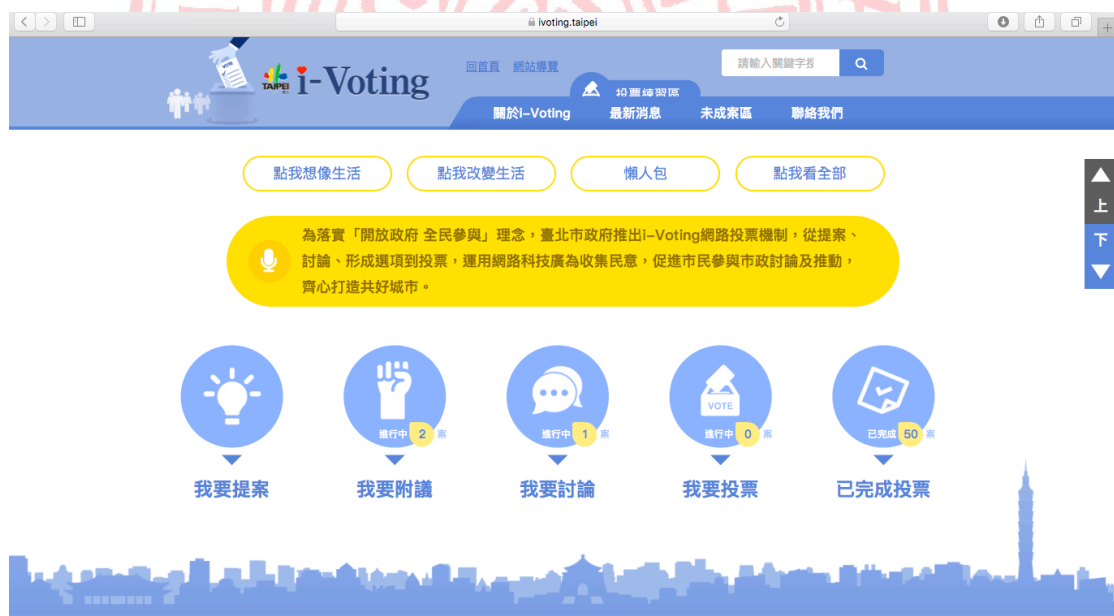 ivoting.taipei
VOTE
TAIPEI
i-Voting
回首頁 網站導覽
請輸入關鍵字搜
投票練習區
關於i-Voting 最新消息 未成案區 聯絡我們
點我想像生活 點我改變生活 懶人包 點我看全部
上
下
為落實「開放政府 全民參與」理念,臺北市政府推出i-Voting網路投票機制,從提案、
討論、形成選項到投票,運用網路科技廣為收集民意,促進市民參與市政討論及推動,
齊心打造共好城市。
VOTE
進行中 2 案 進行中 1 案 進行中 0 案 已完成 50 案
我要提案 我要附議 我要討論 我要投票 已完成投票